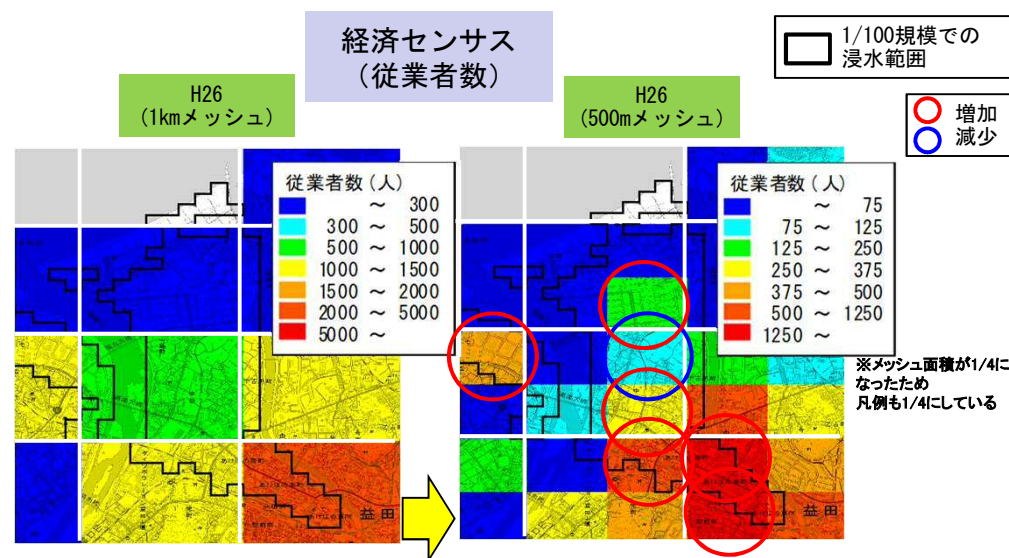 経済センサス
(従業者数)
1/100規模での
浸水範囲
H26
(1kmメッシュ)
H26
(500mメッシュ)
増加
減少
従業者数(人)
～ 300
300 ～ 500
500 ～ 1000
1000 ～ 1500
1500 ～ 2000
2000 ～ 5000
5000 ～
従業者数(人)
～ 75
75 ～ 125
125 ～ 250
250 ～ 375
375 ～ 500
500 ～ 1250
1250 ～
※メッシュ面積が1/4に
なったため
凡例も1/4にしている
益田
益田